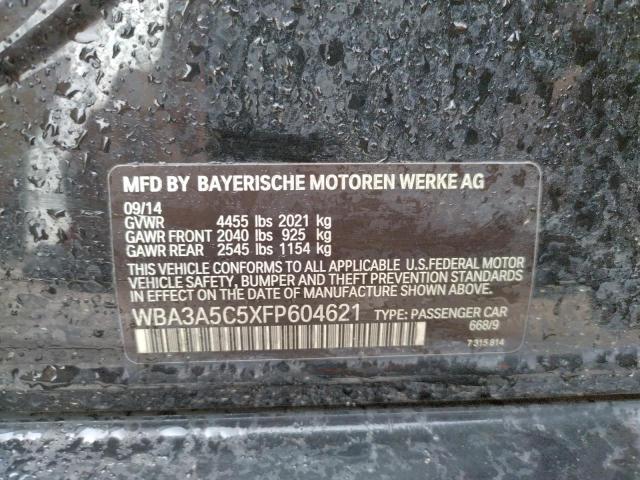 MFD BY BAYERISCHE MOTOREN WERKE AG
09/14
GVWR 4455 lbs 2021 kg
GAWR FRONT 2040 lbs 925 kg
GAWR REAR 2545 lbs 1154 kg
THIS VEHICLE CONFORMS TO ALL APPLICABLE U.S.FEDERAL MOTOR
VEHICLE SAFETY, BUMPER AND THEFT PREVENTION STANDARDS
IN EFFECT ON THE DATE OF MANUFACTURE SHOWN ABOVE.
WBA3A5C5XFP604621 TYPE: PASSENGER CAR
668/9
7 315 814